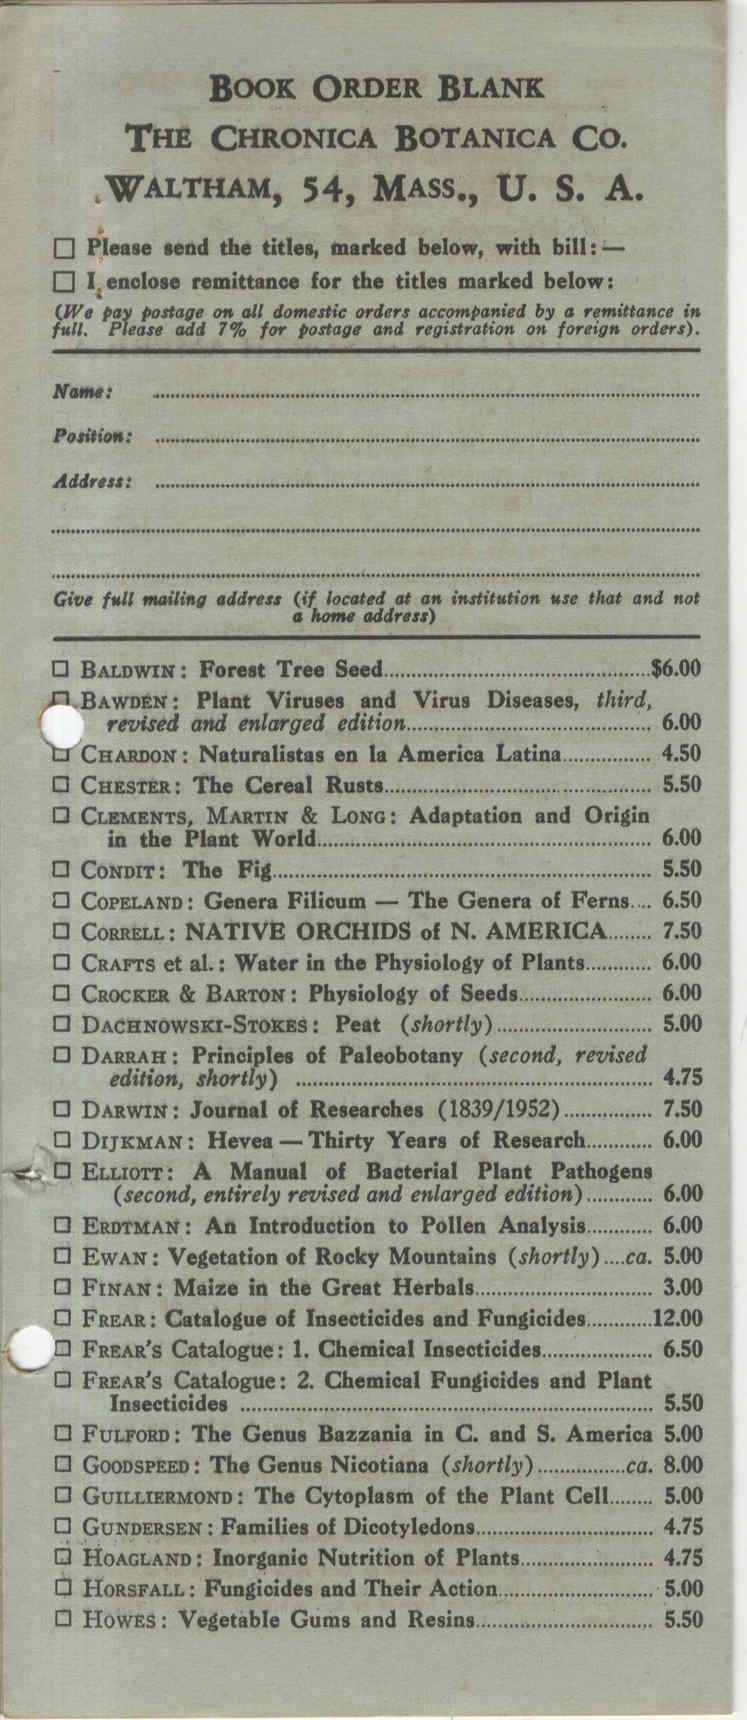 BOOK ORDER BLANK
THE CHRONICA BOTANICA CO.
WALTHAM, 54, MASS., U. S. A.
☐ Please send the titles, marked below, with bill: —
☐ I enclose remittance for the titles marked below:
(We pay postage on all domestic orders accompanied by a remittance in
full. Please add 7% for postage and registration on foreign orders).
Name: ........................................
Position: ........................................
Address: ........................................
Give full mailing address (if located at an institution use that and not
a home address)
☐ BALDWIN: Forest Tree Seed........................................$6.00
☐ BAWDEN: Plant Viruses and Virus Diseases, third,
revised and enlarged edition........................................ 6.00
☐ CHARDON: Naturalistas en la America Latina................ 4.50
☐ CHESTER: The Cereal Rusts........................................ 5.50
☐ CLEMENTS, MARTIN & LONG: Adaptation and Origin
in the Plant World........................................ 6.00
☐ CONDIT: The Fig........................................ 5.50
☐ COPELAND: Genera Filicum — The Genera of Ferns.... 6.50
☐ CORRELL: NATIVE ORCHIDS of N. AMERICA........ 7.50
☐ CRAFTS et al.: Water in the Physiology of Plants............ 6.00
☐ CROCKER & BARTON: Physiology of Seeds........................ 6.00
☐ DACHNOWSKI-STOKES: Peat (shortly)............................ 5.00
☐ DARRAH: Principles of Paleobotany (second, revised
edition, shortly) ........................................ 4.75
☐ DARWIN: Journal of Researches (1839/1952)................ 7.50
☐ DIJKMAN: Hevea — Thirty Years of Research............ 6.00
☐ ELLIOTT: A Manual of Bacterial Plant Pathogens
(second, entirely revised and enlarged edition)............ 6.00
☐ ERDTMAN: An Introduction to Pollen Analysis............ 6.00
☐ EWAN: Vegetation of Rocky Mountains (shortly)....ca. 5.00
☐ FINAN: Maize in the Great Herbals................................ 3.00
☐ FREAR: Catalogue of Insecticides and Fungicides............12.00
☐ FREAR'S Catalogue: 1. Chemical Insecticides.................... 6.50
☐ FREAR'S Catalogue: 2. Chemical Fungicides and Plant
Insecticides ........................................ 5.50
☐ FULFORD: The Genus Bazzania in C. and S. America 5.00
☐ GOODSPEED: The Genus Nicotiana (shortly)................ca. 8.00
☐ GUILLIERMOND: The Cytoplasm of the Plant Cell........ 5.00
☐ GUNDERSEN: Families of Dicotyledons................................ 4.75
☐ HOAGLAND: Inorganic Nutrition of Plants........................ 4.75
☐ HORSFALL: Fungicides and Their Action............................ 5.00
☐ HOWES: Vegetable Gums and Resins................................ 5.50